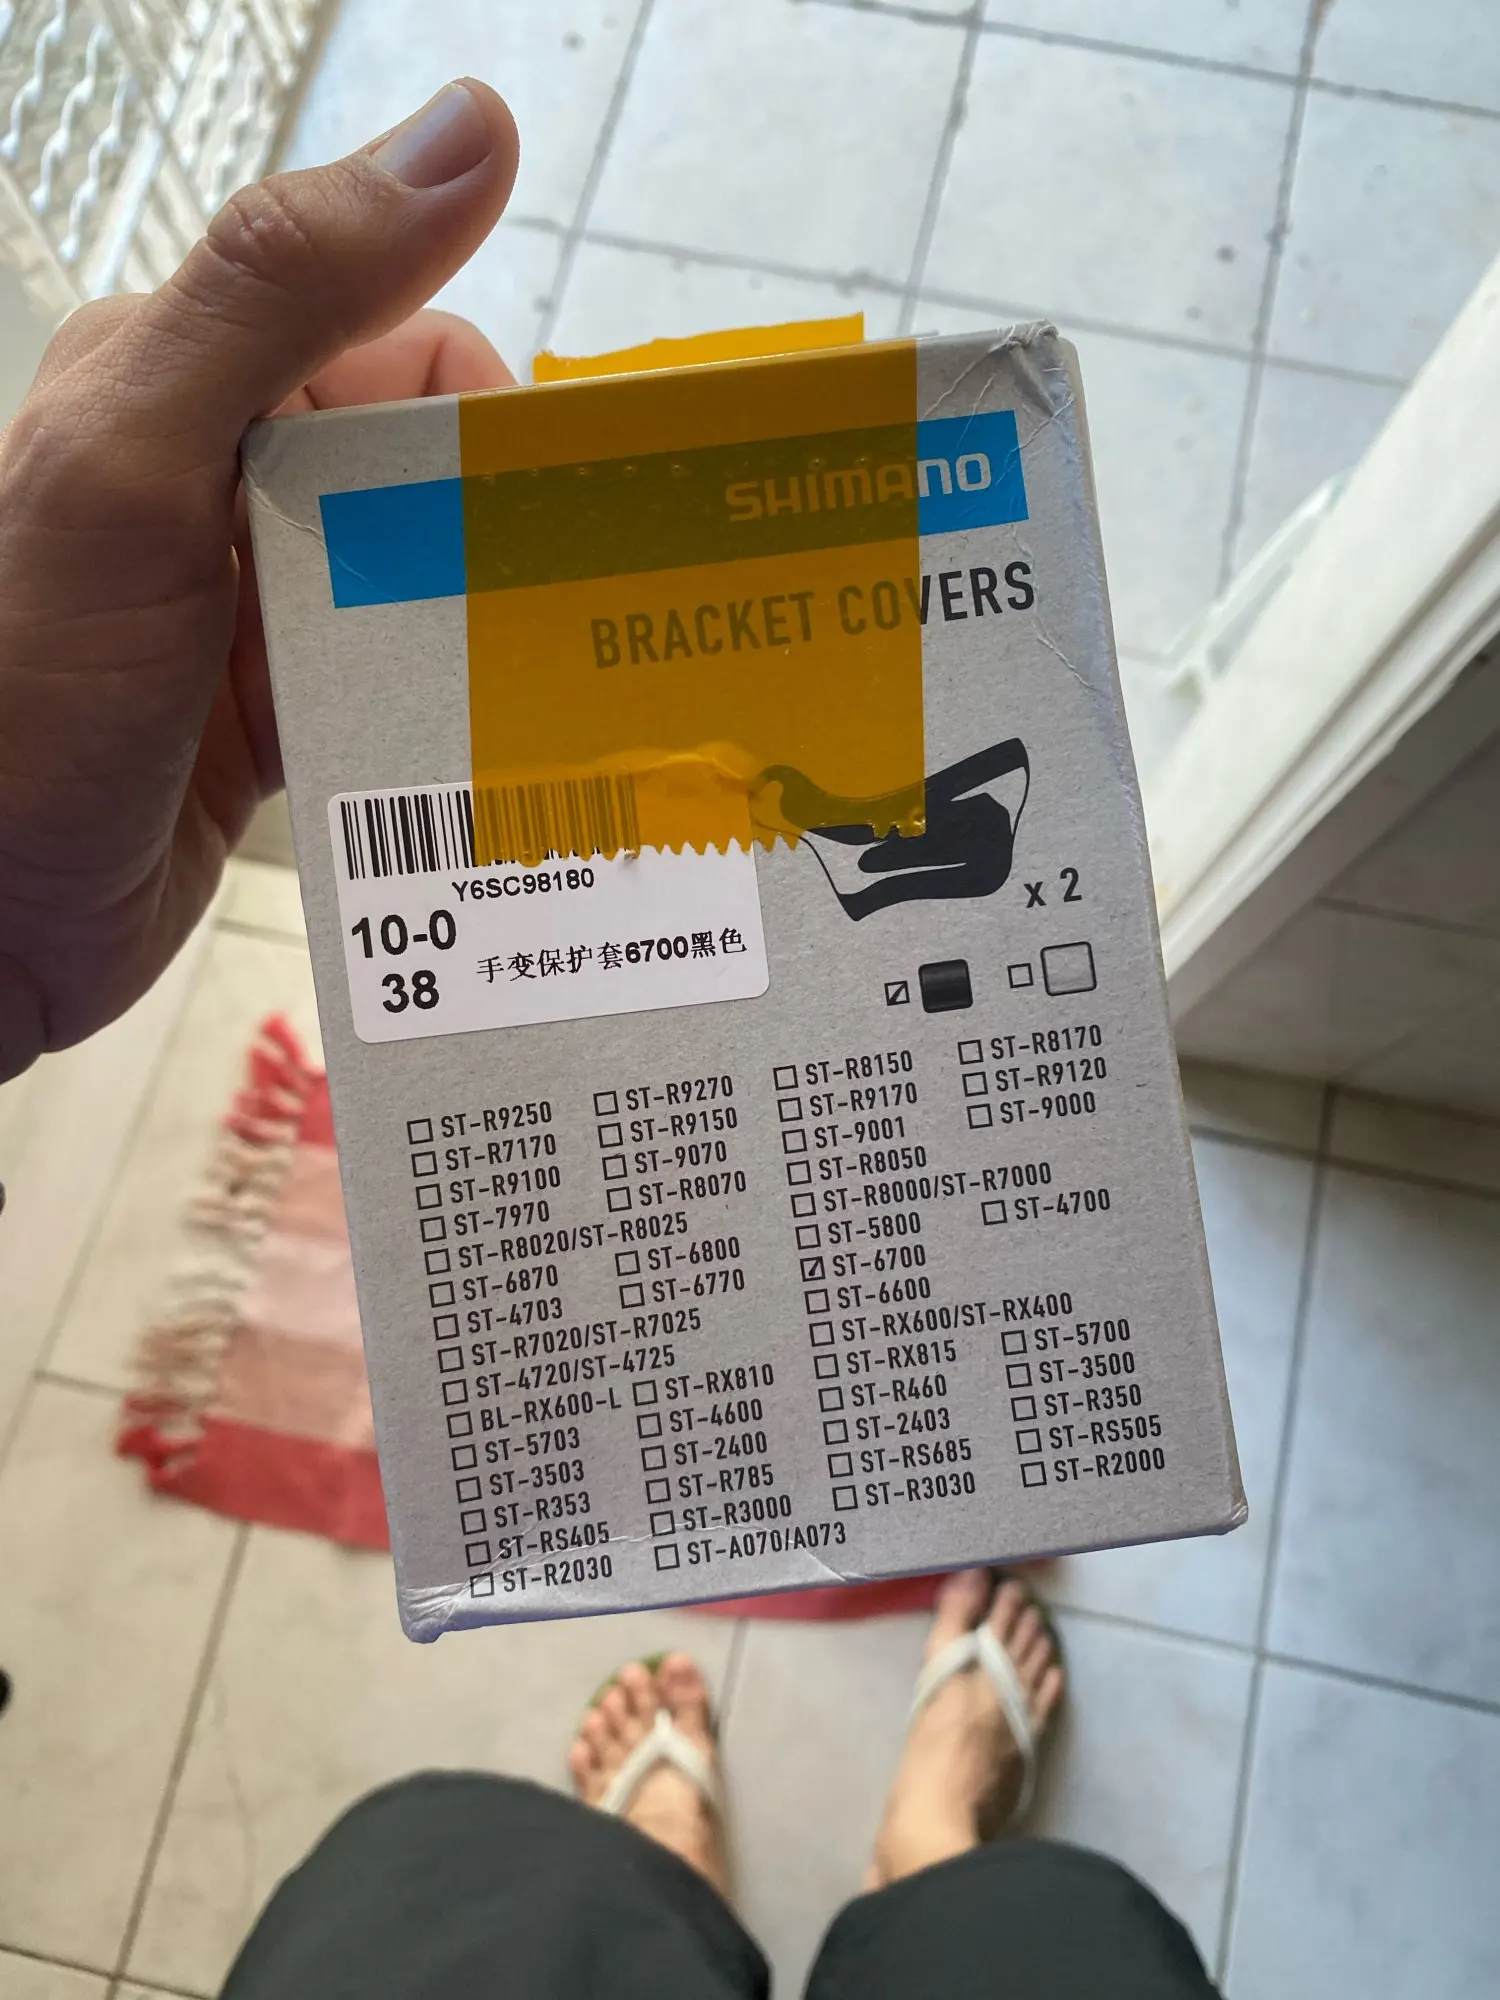 SHIMANO
BRACKET COVERS
x 2
Y6SC98180
10-0
38
手变保护套6700黑色
ST-R9250 ST-R9270 ST-R8150 ST-R8170
ST-R7170 ST-R9150 ST-R9170 ST-R9120
ST-R9100 ST-9070 ST-9001 ST-9000
ST-7970 ST-R8070 ST-R8050
ST-R8020/ST-R8025 ST-R8000/ST-R7000
ST-6870 ST-6800 ST-5800 ST-4700
ST-4703 ST-6770 ST-6700
ST-R7020/ST-R7025 ST-6600
ST-4720/ST-4725 ST-RX600/ST-RX400
BL-RX600-L ST-RX810 ST-RX815 ST-5700
ST-5703 ST-4600 ST-R460 ST-3500
ST-3503 ST-2400 ST-2403 ST-R350
ST-R353 ST-R785 ST-RS685 ST-RS505
ST-RS405 ST-R3000 ST-R3030 ST-R2000
ST-R2030 ST-A070/A073